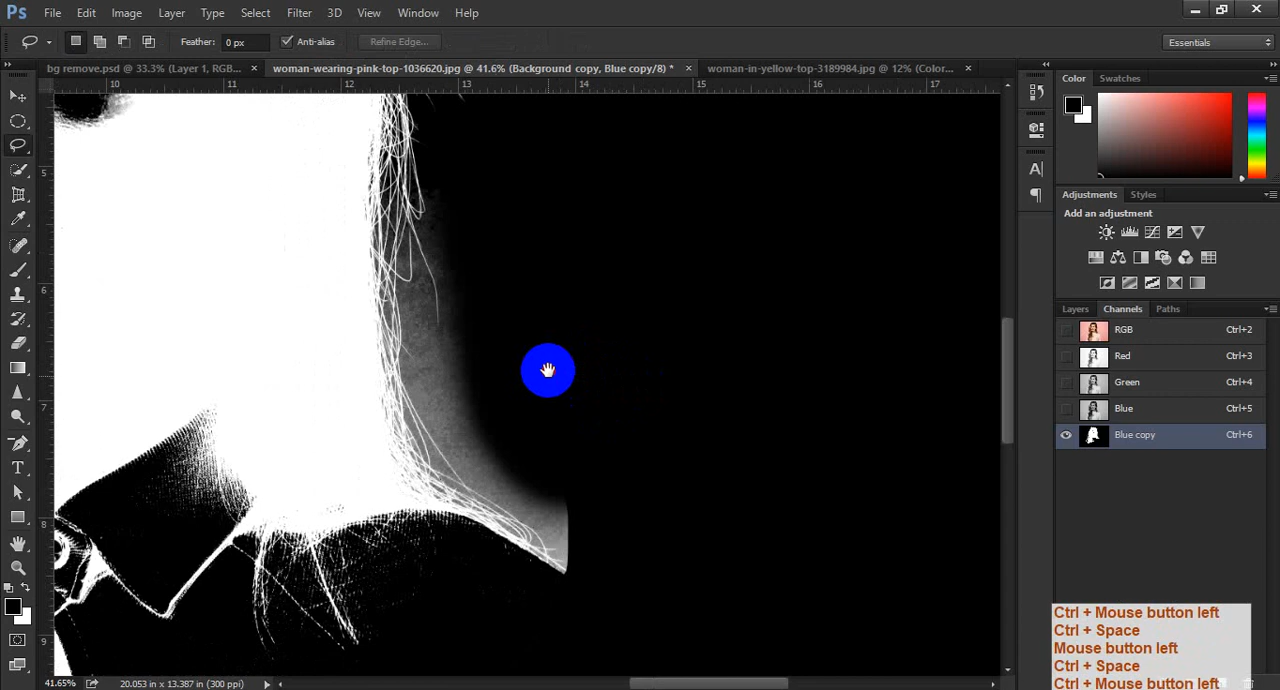 Ps File Edit Image Layer Type Select Filter 3D View Window Help
Feather: 0 px Anti-alias Refine Edge... Essentials
bg remove.psd @ 33.3% (Layer 1, RGB... × woman-wearing-pink-top-1036620.jpg @ 41.6% (Background copy, Blue copy/8) * × woman-in-yellow-top-3189984.jpg @ 12% (Color... ×
10 11 12 13 14 15 16 17
Color Swatches
5
6
7
8
9
Adjustments Styles
Add an adjustment
Layers Channels Paths
RGB Ctrl+2
Red Ctrl+3
Green Ctrl+4
Blue Ctrl+5
Blue copy Ctrl+6
Ctrl + Mouse button left
Ctrl + Space
Mouse button left
Ctrl + Space
Ctrl + Mouse button left
41.65% 20.053 in x 13.387 in (300 ppi)